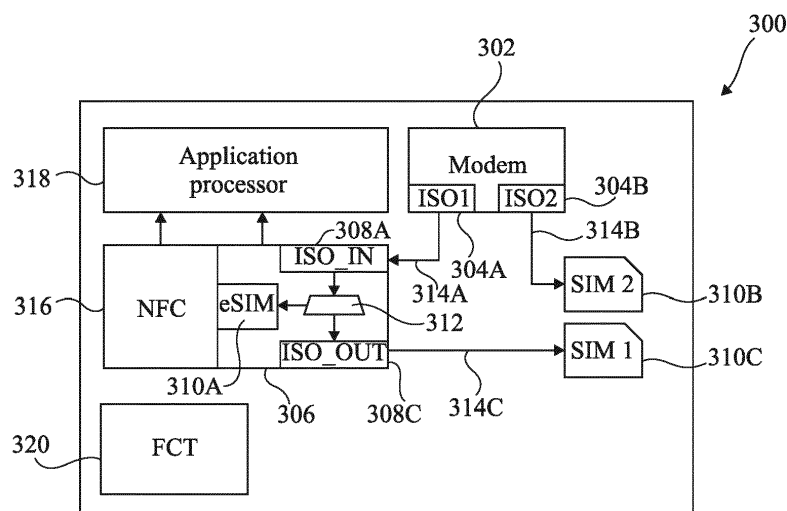 300
302
Application
processor
318
Modem
ISO1
ISO2
304B
308A
304A
314B
ISO_IN
314A
316
NFC
eSIM
312
SIM 2
310B
ISO_OUT
SIM 1
310C
310A
306
308C
314C
320
FCT